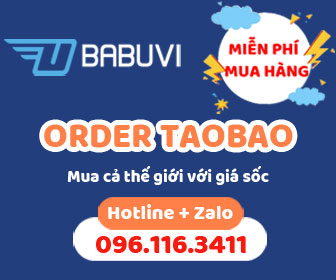 BABUVI
MIỄN PHÍ
MUA HÀNG
ORDER TAOBAO
Mua cả thế giới với giá sốc
Hotline + Zalo
096.116.3411